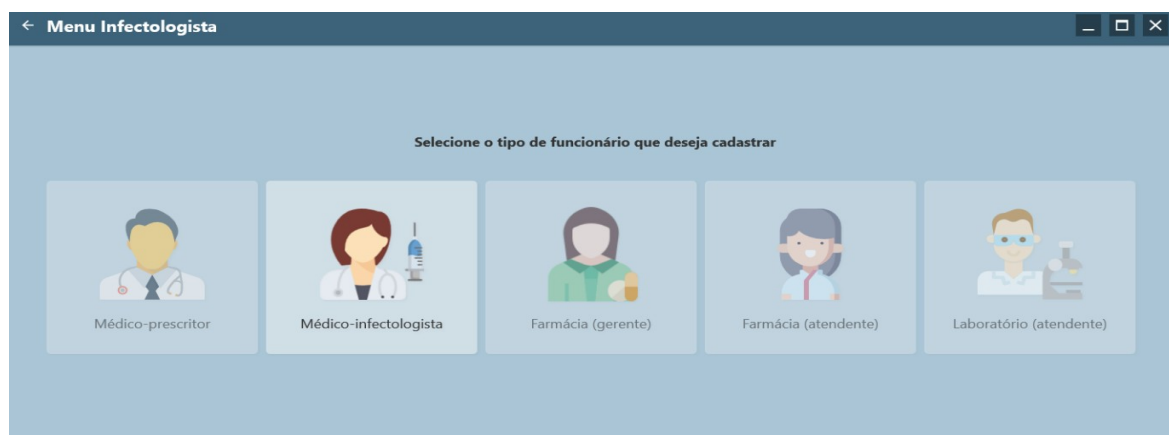 Menu Infectologista
Selecione o tipo de funcionário que deseja cadastrar
Médico-prescritor
Médico-infectologista
Farmácia (gerente)
Farmácia (atendente)
Laboratório (atendente)